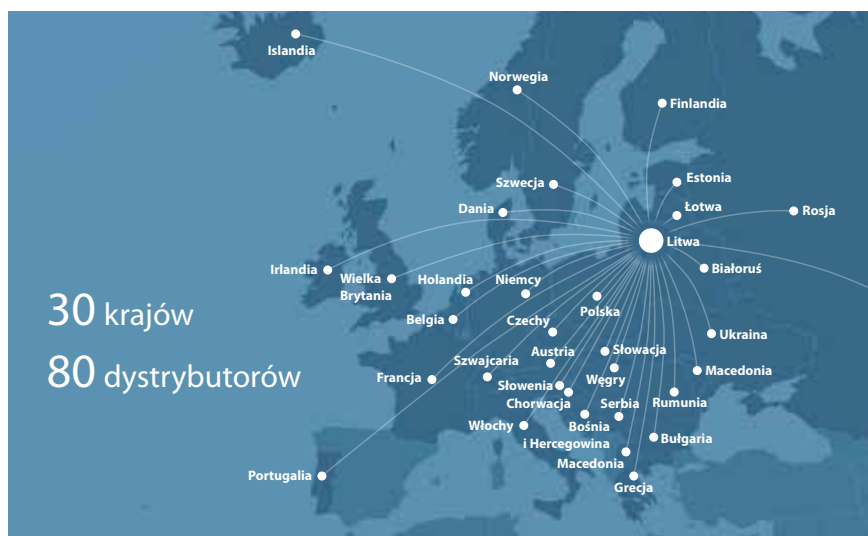 Islandia
Norwegia
Finlandia
Szwecja
Estonia
Dania
Łotwa
Rosja
Litwa
Irlandia
Wielka
Brytania
Holandia
Niemcy
Białoruś
30 krajów
Polska
Belgia
Czechy
Ukraina
80 dystrybutorów
Francja
Szwajcaria
Austria
Słowacja
Macedonia
Słowenia
Węgry
Chorwacja
Serbia
Rumunia
Włochy
Bośnia
i Hercegowina
Bułgaria
Macedonia
Portugalia
Grecja